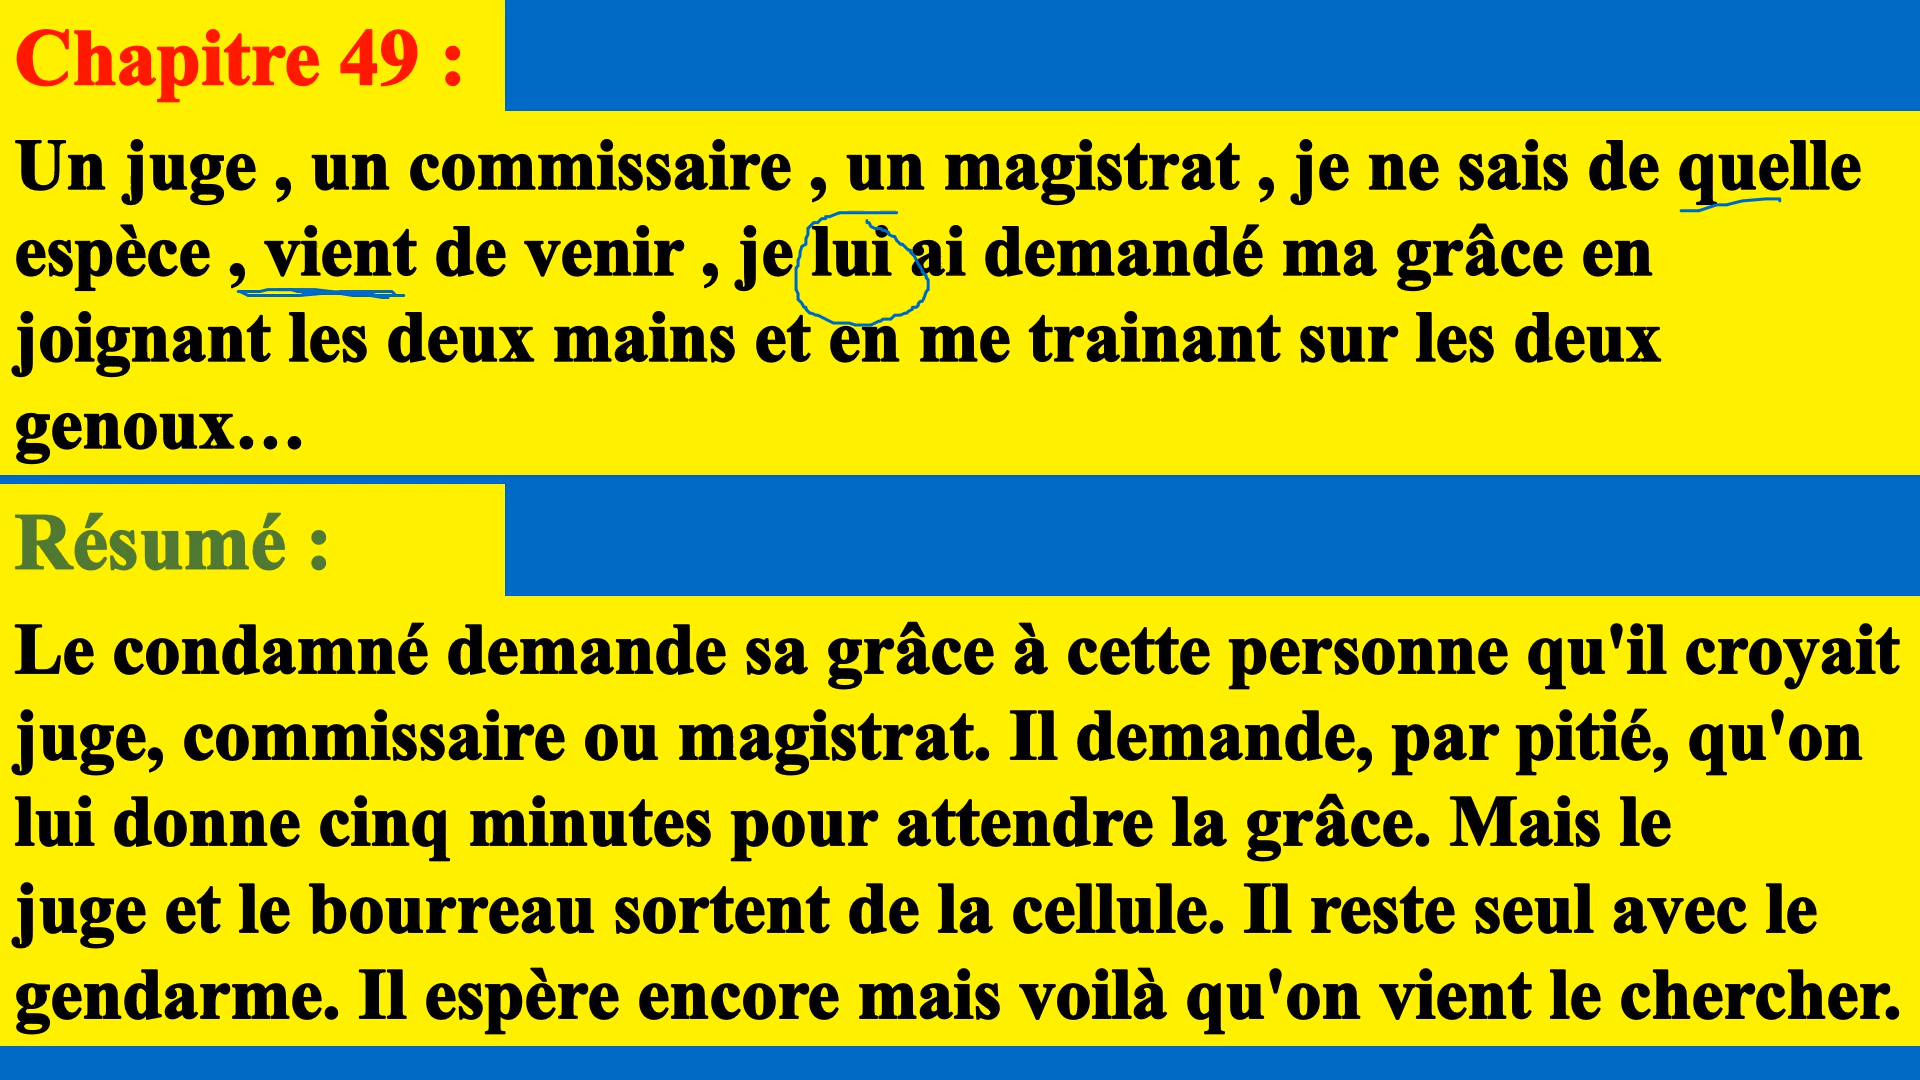 Chapitre 49 :
Un juge , un commissaire , un magistrat , je ne sais de quelle
espèce , vient de venir , je lui ai demandé ma grâce en
joignant les deux mains et en me trainant sur les deux
genoux…
Résumé :
Le condamné demande sa grâce à cette personne qu'il croyait
juge, commissaire ou magistrat. Il demande, par pitié, qu'on
lui donne cinq minutes pour attendre la grâce. Mais le
juge et le bourreau sortent de la cellule. Il reste seul avec le
gendarme. Il espère encore mais voilà qu'on vient le chercher.